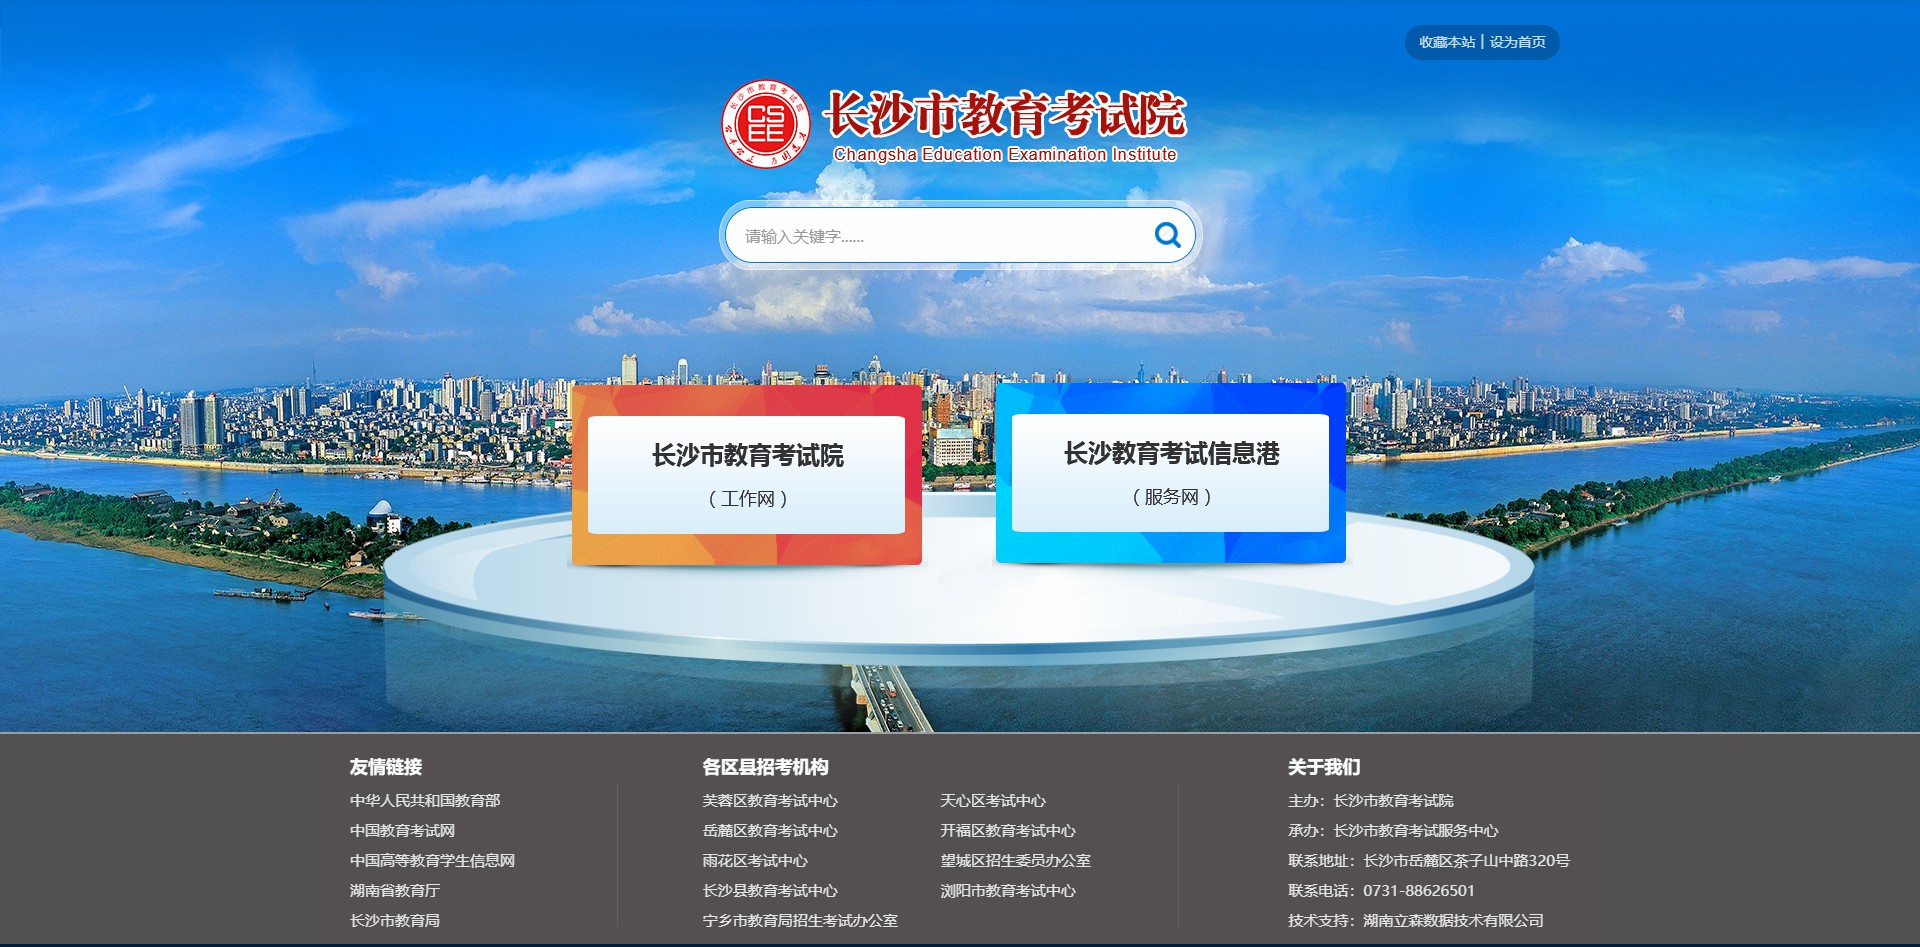 收藏本站 | 设为首页
长沙市教育考试院
CS
EE
长沙市教育考试院
Changsha Education Examination Institute
请输入关键字......
长沙市教育考试院
（工作网）
长沙教育考试信息港
（服务网）
友情链接
中华人民共和国教育部
中国教育考试网
中国高等教育学生信息网
湖南省教育厅
长沙市教育局
各区县招考机构
芙蓉区教育考试中心
天心区考试中心
岳麓区教育考试中心
开福区教育考试中心
雨花区考试中心
望城区招生委员办公室
长沙县教育考试中心
浏阳市教育考试中心
宁乡市教育局招生考试办公室
关于我们
主办：长沙市教育考试院
承办：长沙市教育考试服务中心
联系地址：长沙市岳麓区茶子山中路320号
联系电话：0731-88626501
技术支持：湖南立森数据技术有限公司